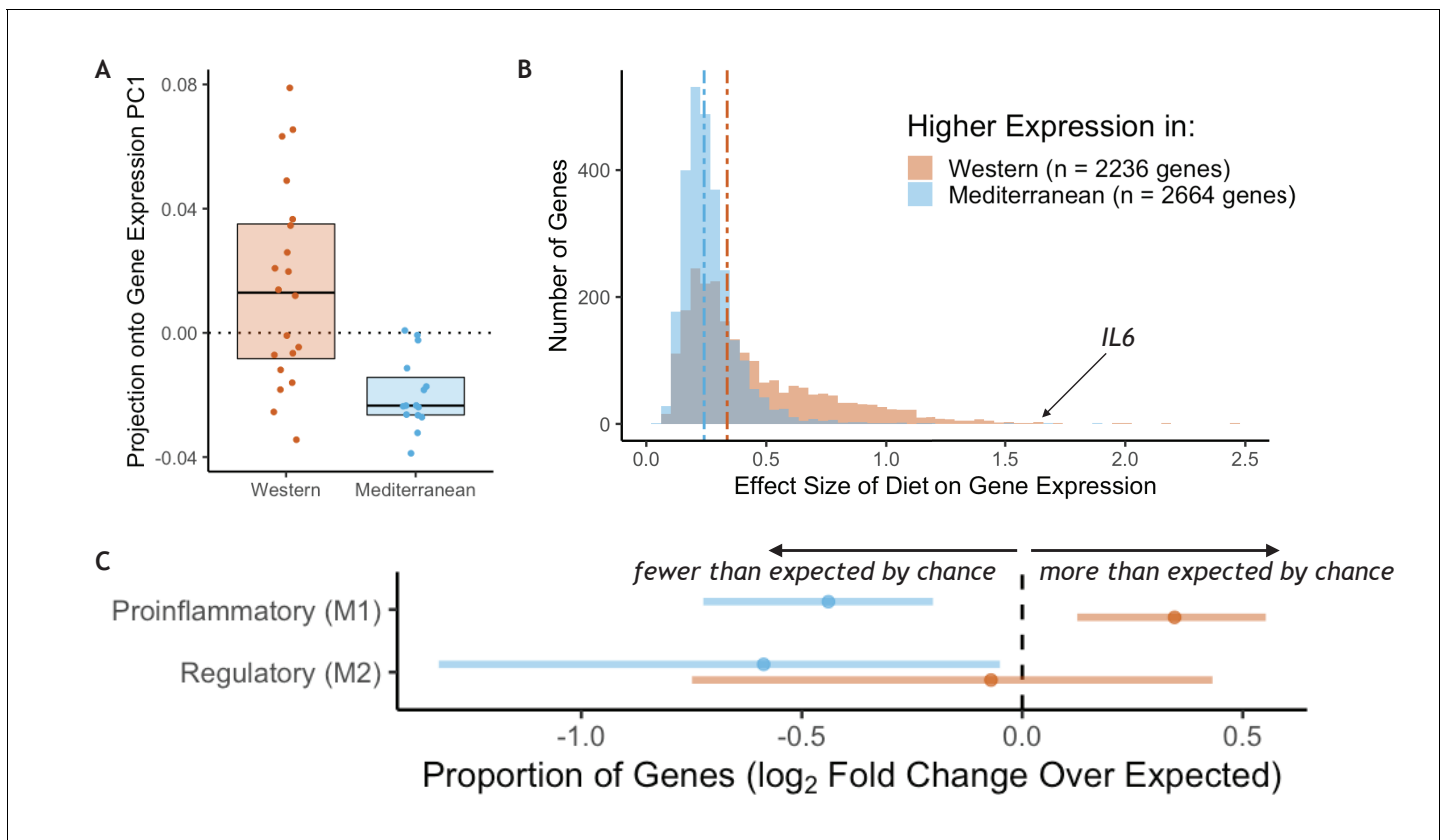 A
Projection onto Gene Expression PC1
0.08
0.04
0.00
-0.04
Western
Mediterranean
B
Number of Genes
400
200
0
Higher Expression in:
Western (n = 2236 genes)
Mediterranean (n = 2664 genes)
IL6
0.0
0.5
1.0
1.5
2.0
2.5
Effect Size of Diet on Gene Expression
C
fewer than expected by chance
more than expected by chance
Proinflammatory (M1)
Regulatory (M2)
-1.0
-0.5
0.0
0.5
Proportion of Genes (log₂ Fold Change Over Expected)